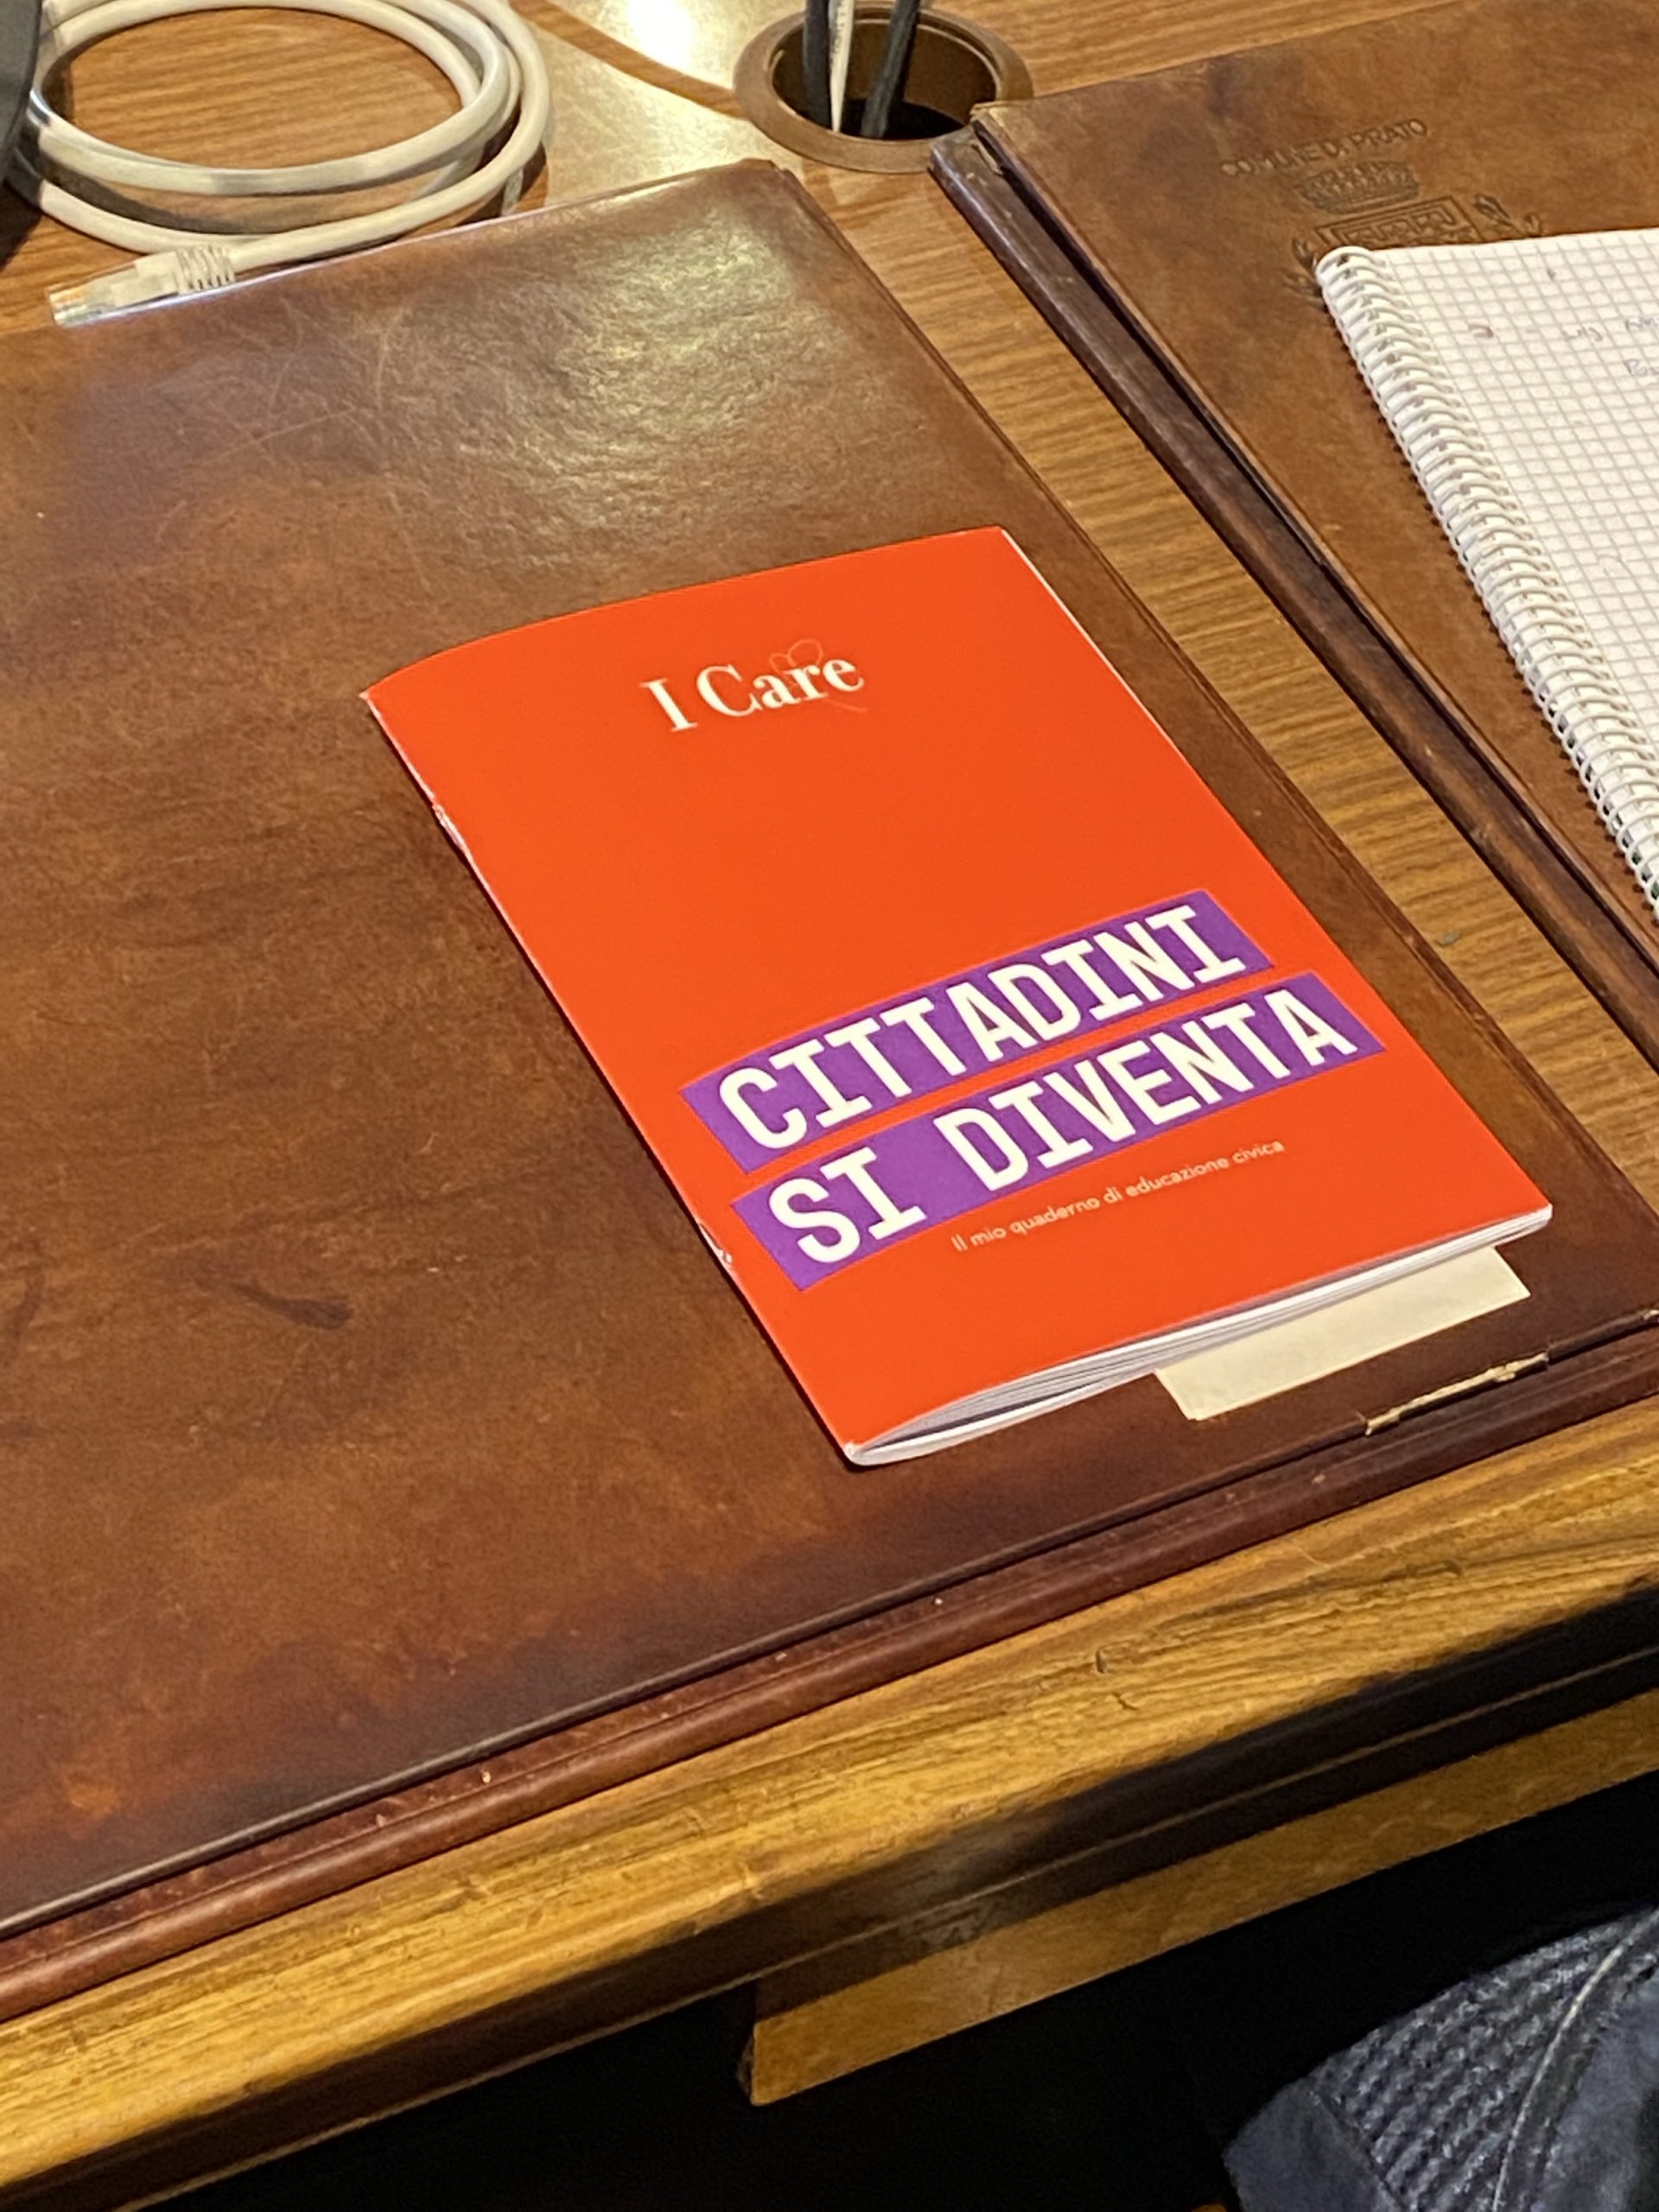 COMUNE DI PRATO
I Care
CITTADINI
SI DIVENTA
Il mio quaderno di educazione civica